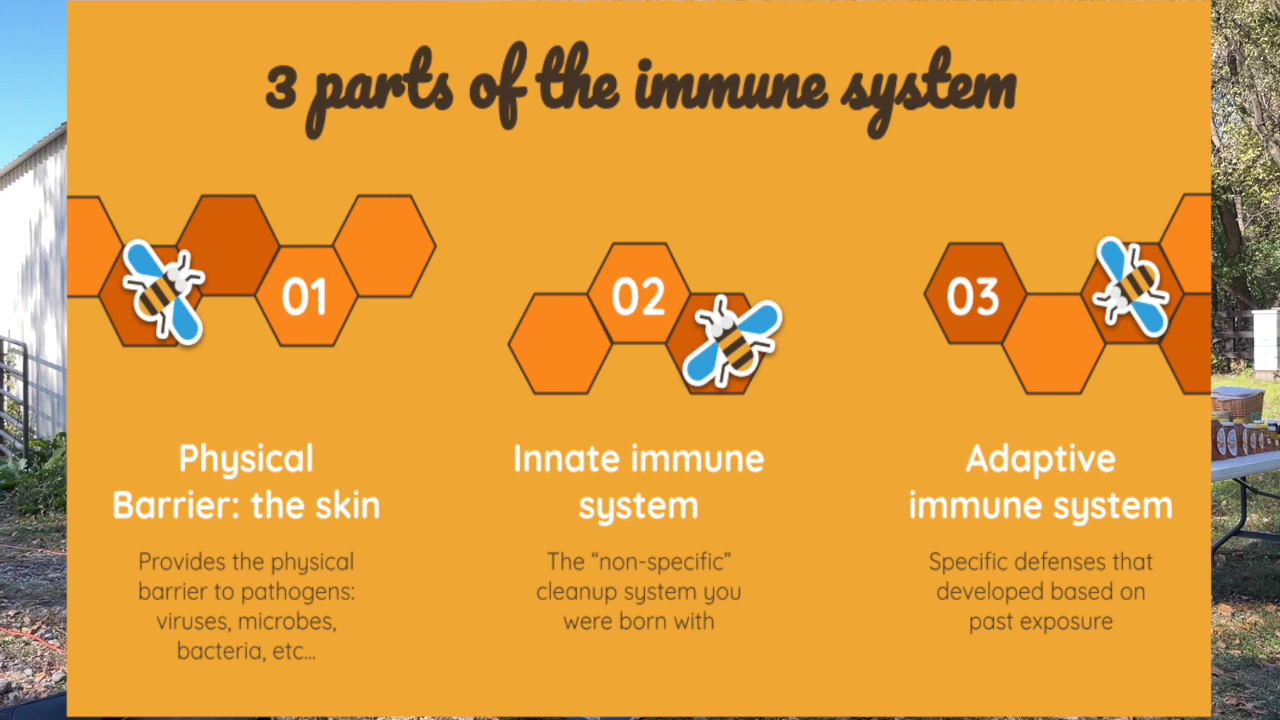 3 parts of the immune system
01
Physical
Barrier: the skin
Provides the physical
barrier to pathogens:
viruses, microbes,
bacteria, etc...
02
Innate immune
system
The “non-specific”
cleanup system you
were born with
03
Adaptive
immune system
Specific defenses that
developed based on
past exposure